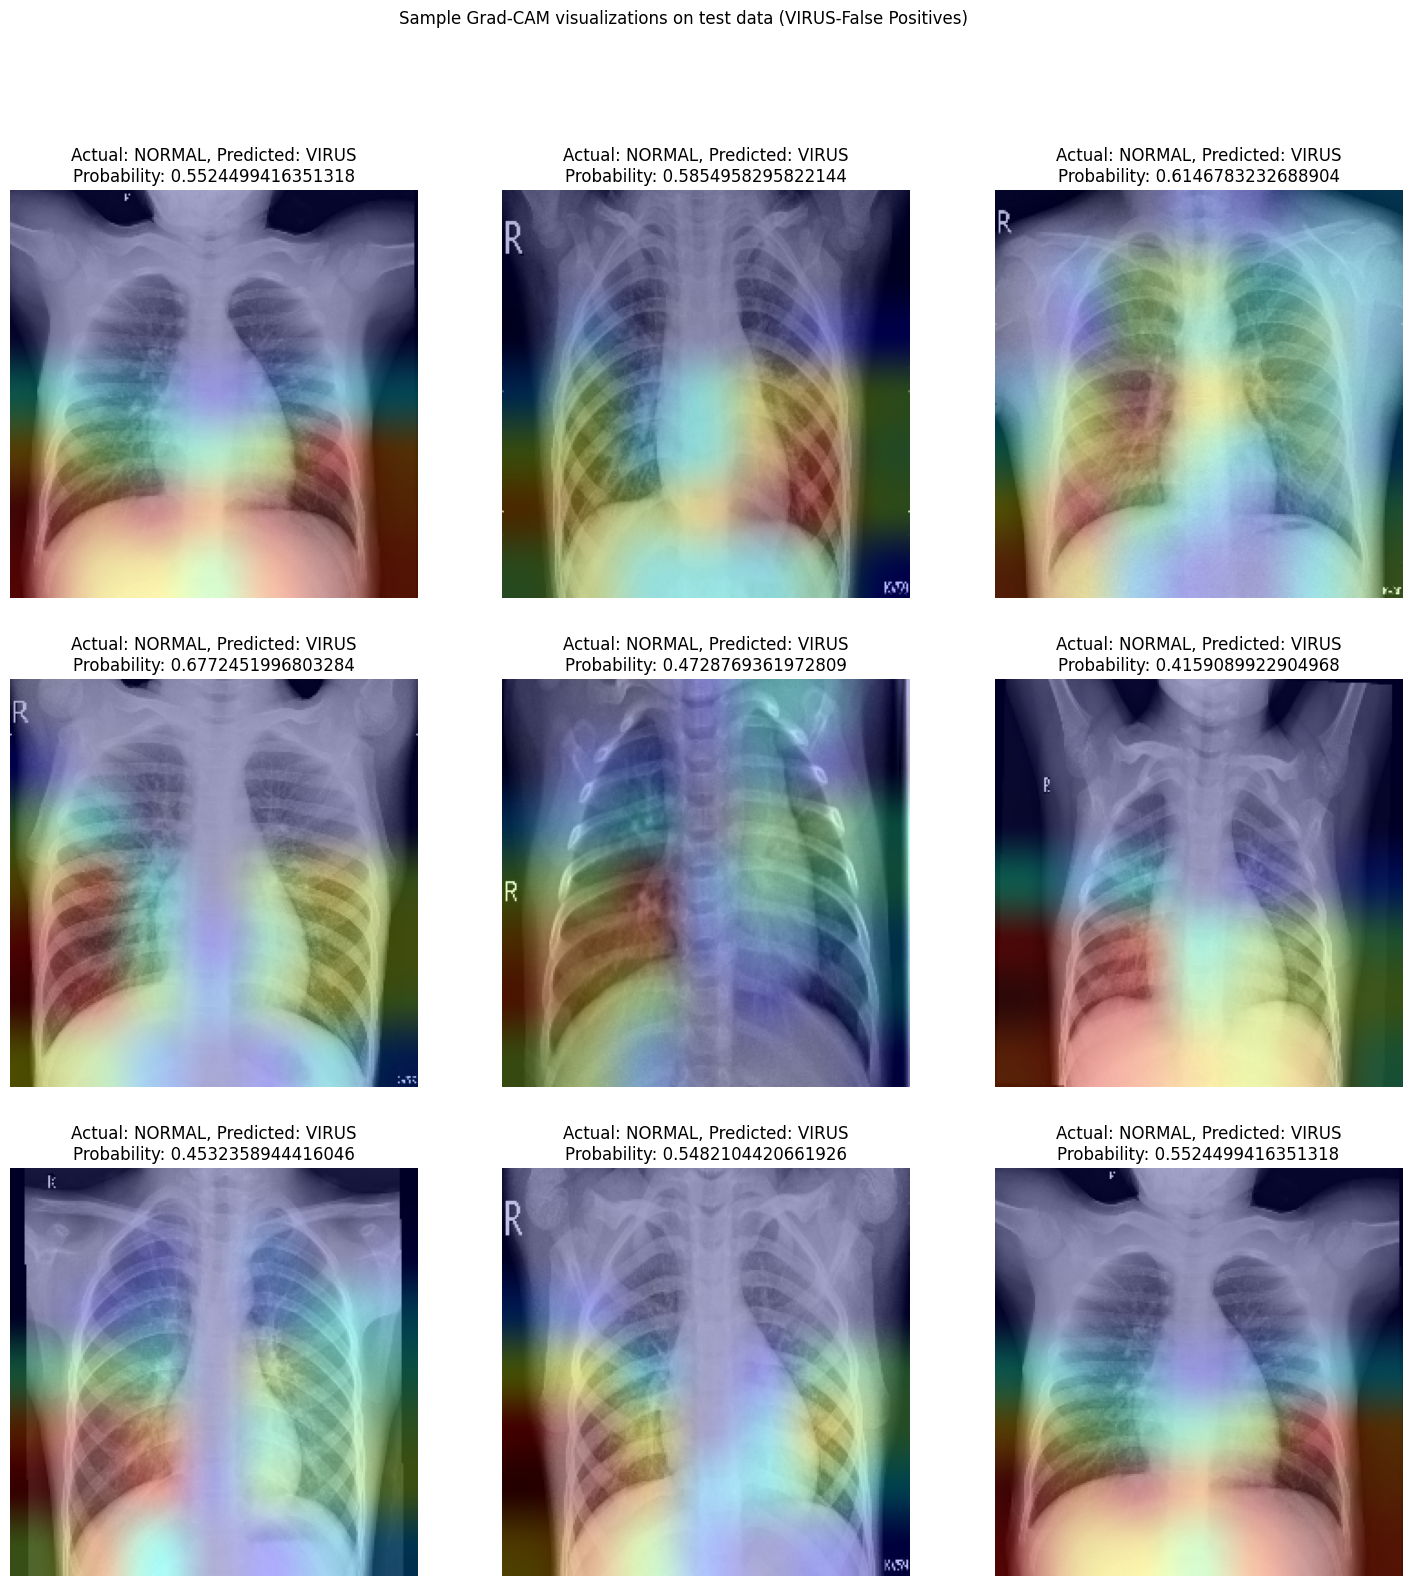 Sample Grad-CAM visualizations on test data (VIRUS-False Positives)
Actual: NORMAL, Predicted: VIRUS
Probability: 0.5524499416351318
Actual: NORMAL, Predicted: VIRUS
Probability: 0.5854958295822144
Actual: NORMAL, Predicted: VIRUS
Probability: 0.6146783232688904
R
R
Actual: NORMAL, Predicted: VIRUS
Probability: 0.6772451996803284
Actual: NORMAL, Predicted: VIRUS
Probability: 0.4728769361972809
Actual: NORMAL, Predicted: VIRUS
Probability: 0.4159089922904968
R
R
Actual: NORMAL, Predicted: VIRUS
Probability: 0.4532358944416046
Actual: NORMAL, Predicted: VIRUS
Probability: 0.5482104420661926
Actual: NORMAL, Predicted: VIRUS
Probability: 0.5524499416351318
R